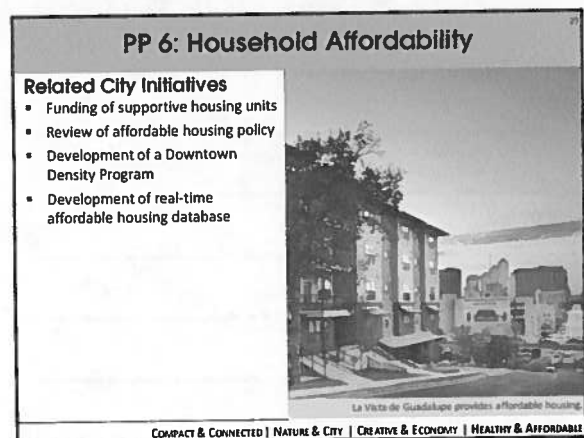 27
PP 6: Household Affordability
Related City Initiatives
▪ Funding of supportive housing units
▪ Review of affordable housing policy
▪ Development of a Downtown
Density Program
▪ Development of real-time
affordable housing database
La Vista de Guadalupe provides affordable housing.
COMPACT & CONNECTED | NATURE & CITY | CREATIVE & ECONOMY | HEALTHY & AFFORDABLE